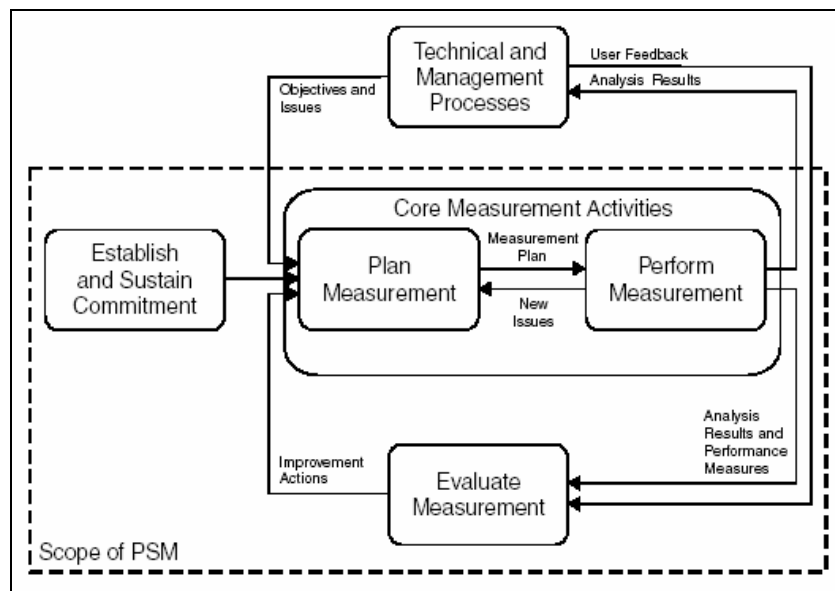 Technical and
Management
Processes
User Feedback
Analysis Results
Objectives and
Issues
Core Measurement Activities
Establish
and Sustain
Commitment
Plan
Measurement
Measurement
Plan
New
Issues
Perform
Measurement
Analysis
Results and
Performance
Measures
Improvement
Actions
Evaluate
Measurement
Scope of PSM